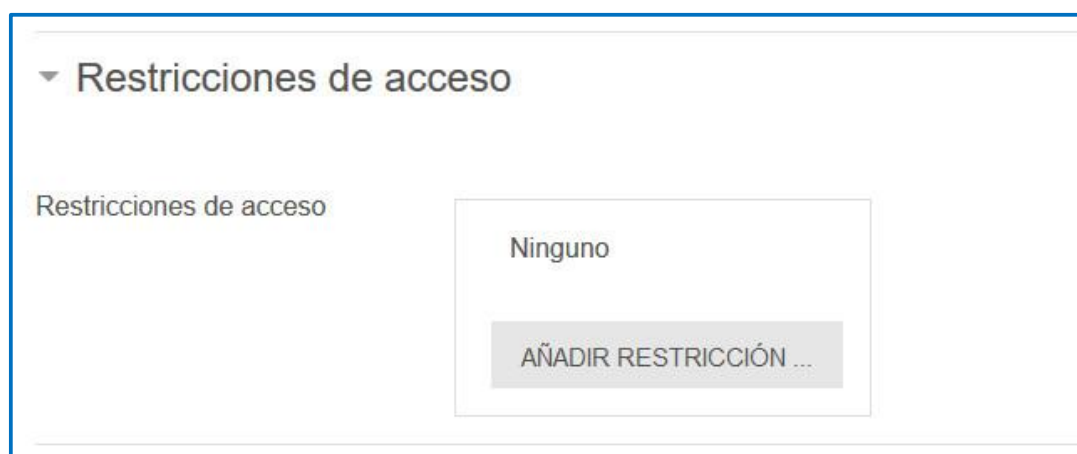 Restricciones de acceso
Restricciones de acceso
Ninguno
AÑADIR RESTRICCIÓN ...